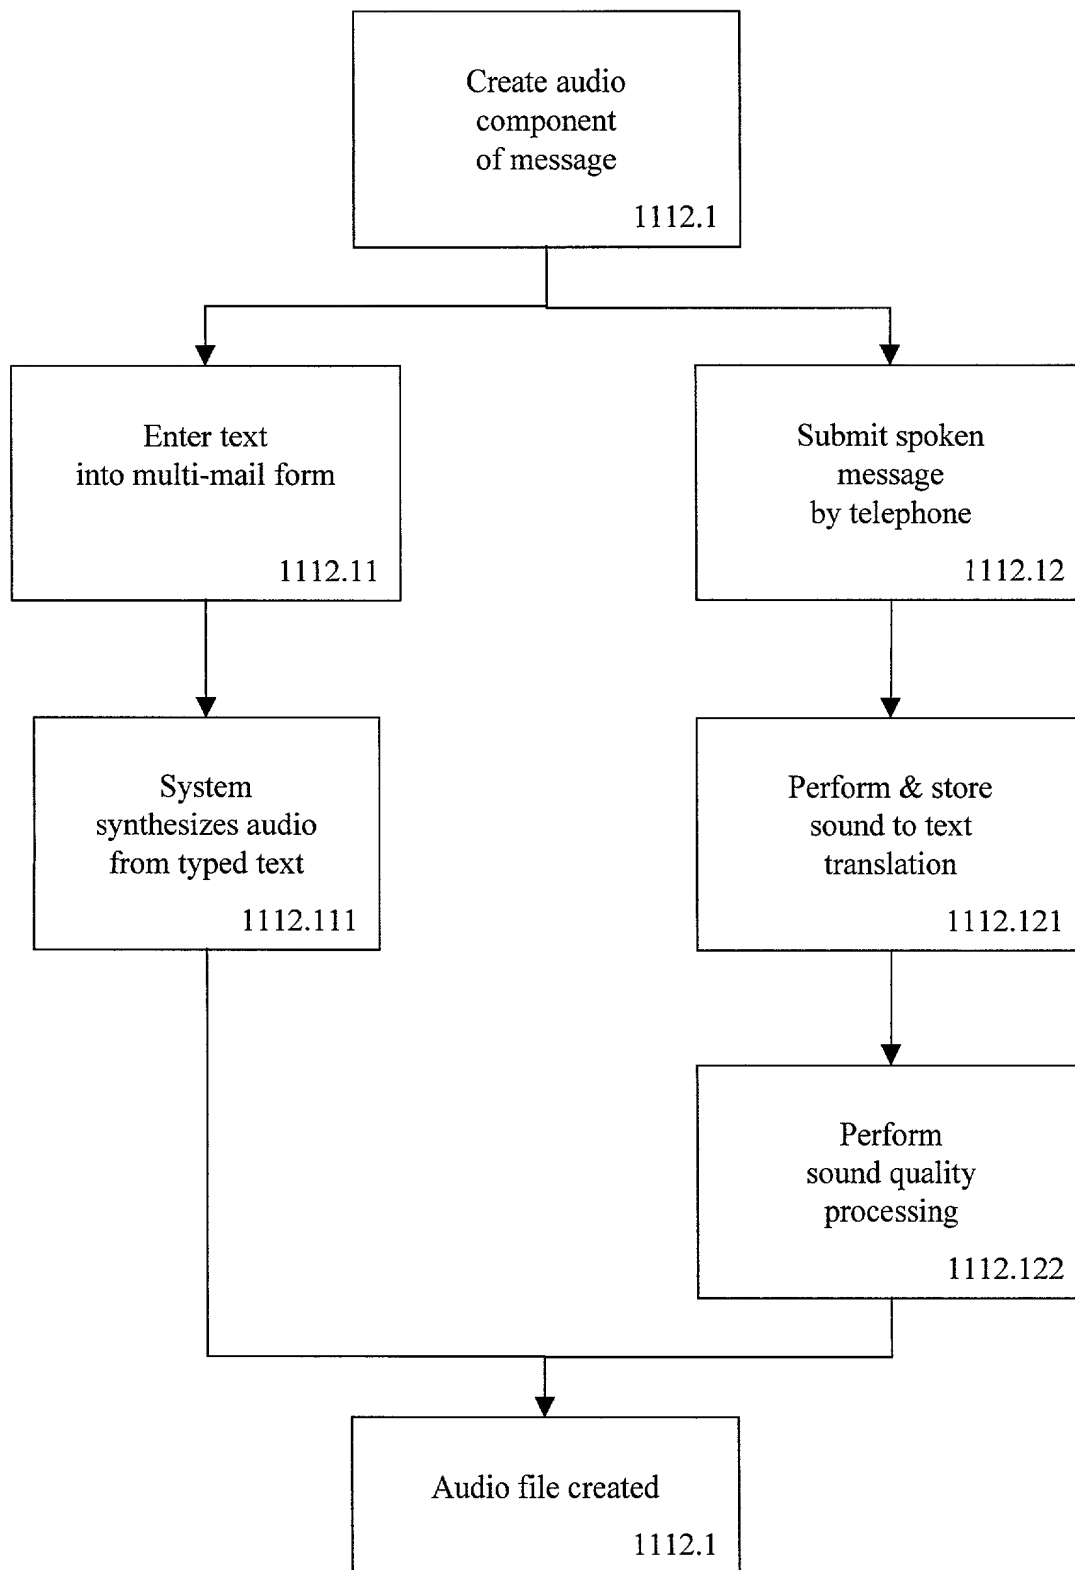 Create audio
component
of message
1112.1
Enter text
into multi-mail form
1112.11
Submit spoken
message
by telephone
1112.12
System
synthesizes audio
from typed text
1112.111
Perform & store
sound to text
translation
1112.121
Perform
sound quality
processing
1112.122
Audio file created
1112.1